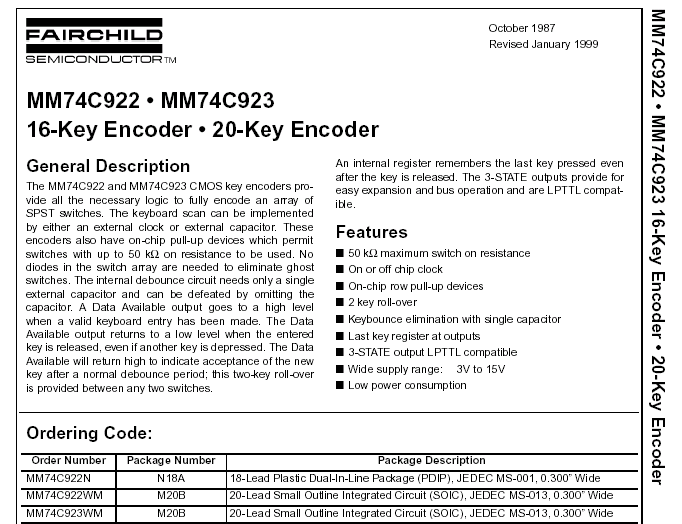 FAIRCHILD
SEMICONDUCTOR™
October 1987
Revised January 1999
MM74C922 • MM74C923
16-Key Encoder • 20-Key Encoder
General Description
The MM74C922 and MM74C923 CMOS key encoders pro-
vide all the necessary logic to fully encode an array of
SPST switches. The keyboard scan can be implemented
by either an external clock or external capacitor. These
encoders also have on-chip pull-up devices which permit
switches with up to 50 kΩ on resistance to be used. No
diodes in the switch array are needed to eliminate ghost
switches. The internal debounce circuit needs only a single
external capacitor and can be defeated by omitting the
capacitor. A Data Available output goes to a high level
when a valid keyboard entry has been made. The Data
Available output returns to a low level when the entered
key is released, even if another key is depressed. The Data
Available will return high to indicate acceptance of the new
key after a normal debounce period; this two-key roll-over
is provided between any two switches.
An internal register remembers the last key pressed even
after the key is released. The 3-STATE outputs provide for
easy expansion and bus operation and are LPTTL compat-
ible.
Features
■ 50 kΩ maximum switch on resistance
■ On or off chip clock
■ On-chip row pull-up devices
■ 2 key roll-over
■ Keybounce elimination with single capacitor
■ Last key register at outputs
■ 3-STATE output LPTTL compatible
■ Wide supply range: 3V to 15V
■ Low power consumption
Ordering Code:
Order Number Package Number Package Description
MM74C922N N18A 18-Lead Plastic Dual-In-Line Package (PDIP), JEDEC MS-001, 0.300” Wide
MM74C922WM M20B 20-Lead Small Outline Integrated Circuit (SOIC), JEDEC MS-013, 0.300” Wide
MM74C923WM M20B 20-Lead Small Outline Integrated Circuit (SOIC), JEDEC MS-013, 0.300” Wide
MM74C922 • MM74C923 16-Key Encoder • 20-Key Encoder